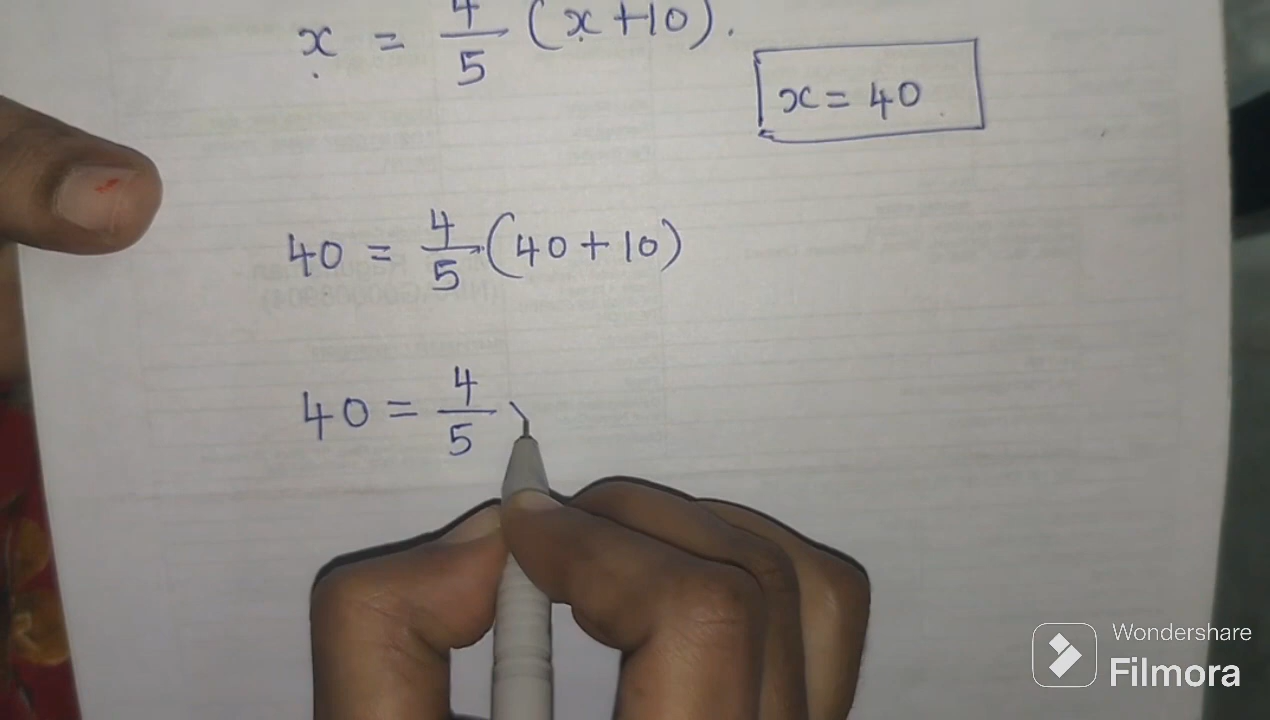 x = 4/5 (x+10).
x = 40
40 = 4/5 (40+10)
40 = 4/5
Wondershare
Filmora